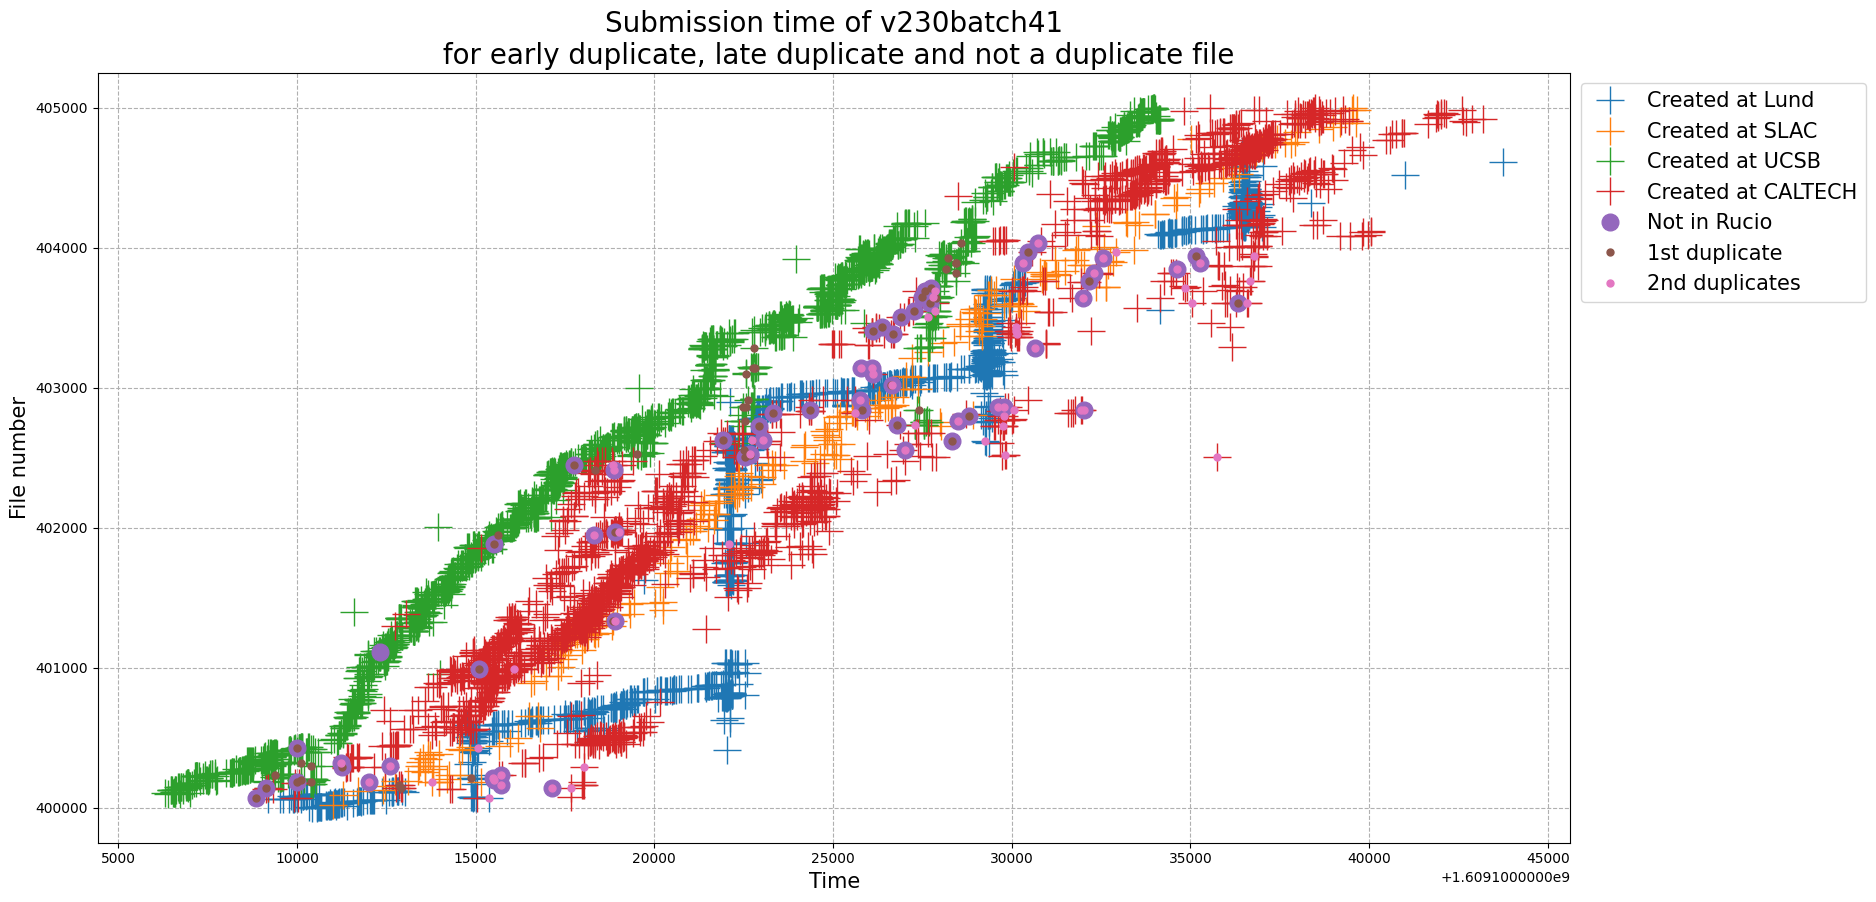 Submission time of v230batch41
for early duplicate, late duplicate and not a duplicate file
Created at Lund
Created at SLAC
Created at UCSB
Created at CALTECH
Not in Rucio
1st duplicate
2nd duplicates
File number
405000
404000
403000
402000
401000
400000
5000
10000
15000
20000
25000
30000
35000
40000
45000
+1.6091000000e9
Time